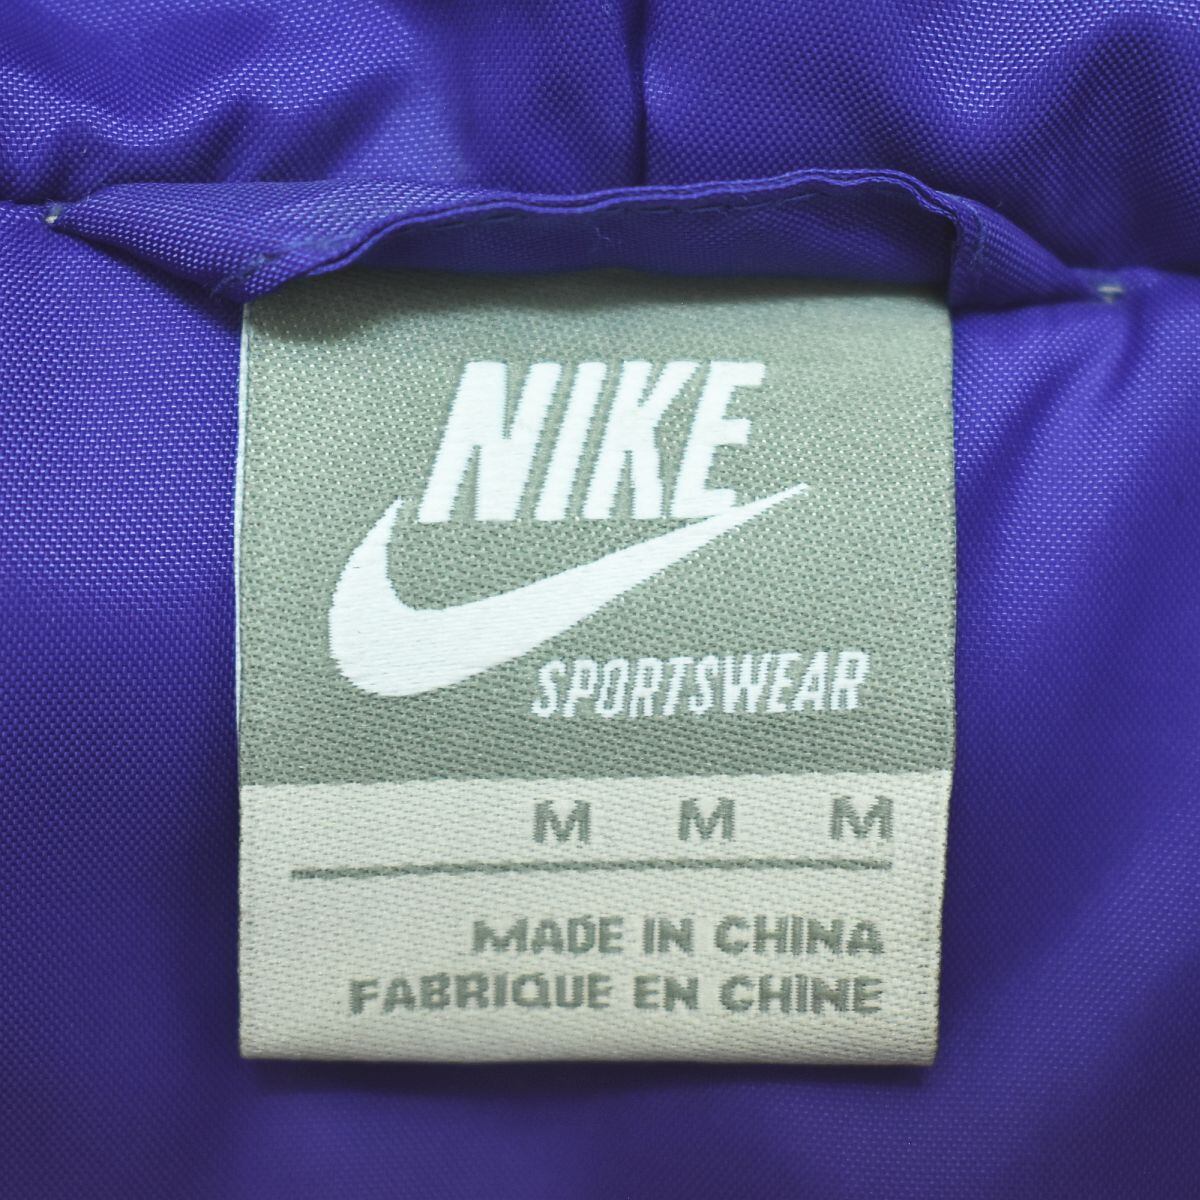 NIKE
SPORTSWEAR
M M M
MADE IN CHINA
FABRIQUE EN CHINE